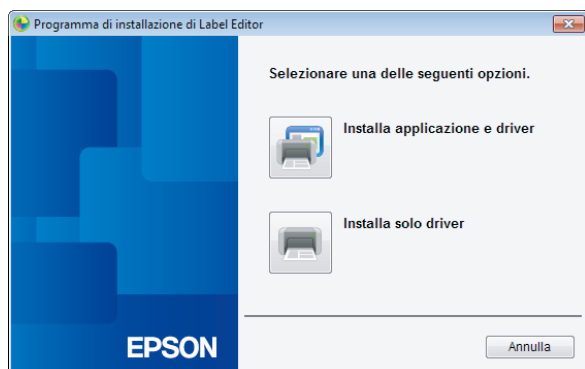 Programma di installazione di Label Editor
Selezionare una delle seguenti opzioni.
Installa applicazione e driver
Installa solo driver
EPSON
Annulla